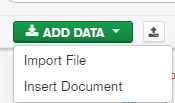 ADD DATA
Import File
Insert Document